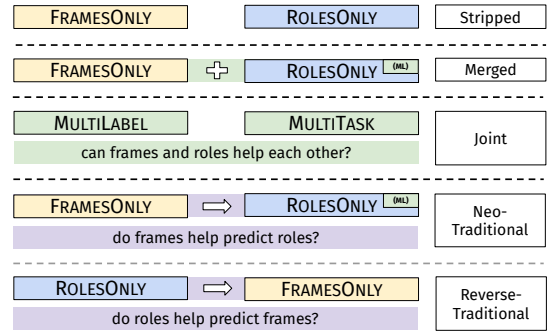 FRAMESONLY ROLESONLY Stripped
FRAMESONLY ROLESONLY (ML) Merged
MULTILABEL MULTITASK Joint
can frames and roles help each other?
FRAMESONLY ROLESONLY (ML) Neo-
Traditional
do frames help predict roles?
ROLESONLY FRAMESONLY Reverse-
Traditional
do roles help predict frames?